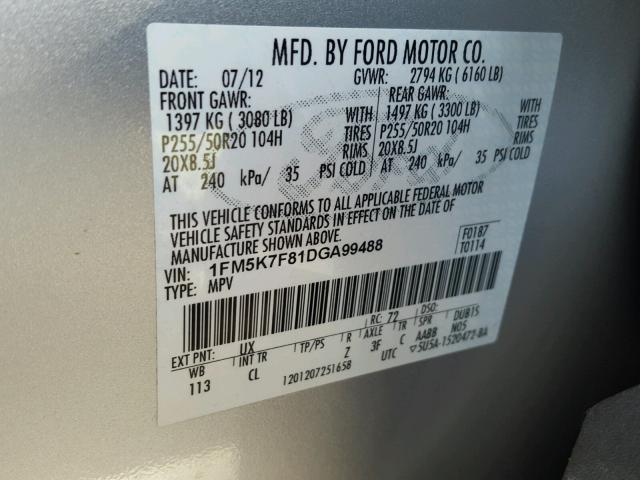 MFD. BY FORD MOTOR CO.
DATE: 07/12 GVWR: 2794 KG ( 6160 LB)
FRONT GAWR: REAR GAWR:
1397 KG ( 3080 LB) WITH 1497 KG ( 3300 LB) WITH
P255/50R20 104H TIRES P255/50R20 104H TIRES
20X8.5J RIMS 20X8.5J RIMS
AT 240 kPa/ 35 PSI COLD AT 240 kPa/ 35 PSI COLD
THIS VEHICLE CONFORMS TO ALL APPLICABLE FEDERAL MOTOR
VEHICLE SAFETY STANDARDS IN EFFECT ON THE DATE OF
MANUFACTURE SHOWN ABOVE.
VIN: 1FM5K7F81DGA99488 F0187
TYPE: MPV T0114
EXT PNT: UX RC: 72 DSO:
WB INT TR TP/PS R AXLE TR SPR DUB15
113 CL Z 3F C AABB N05
1201207251658 UTC ▽5U5A-1520472-BA